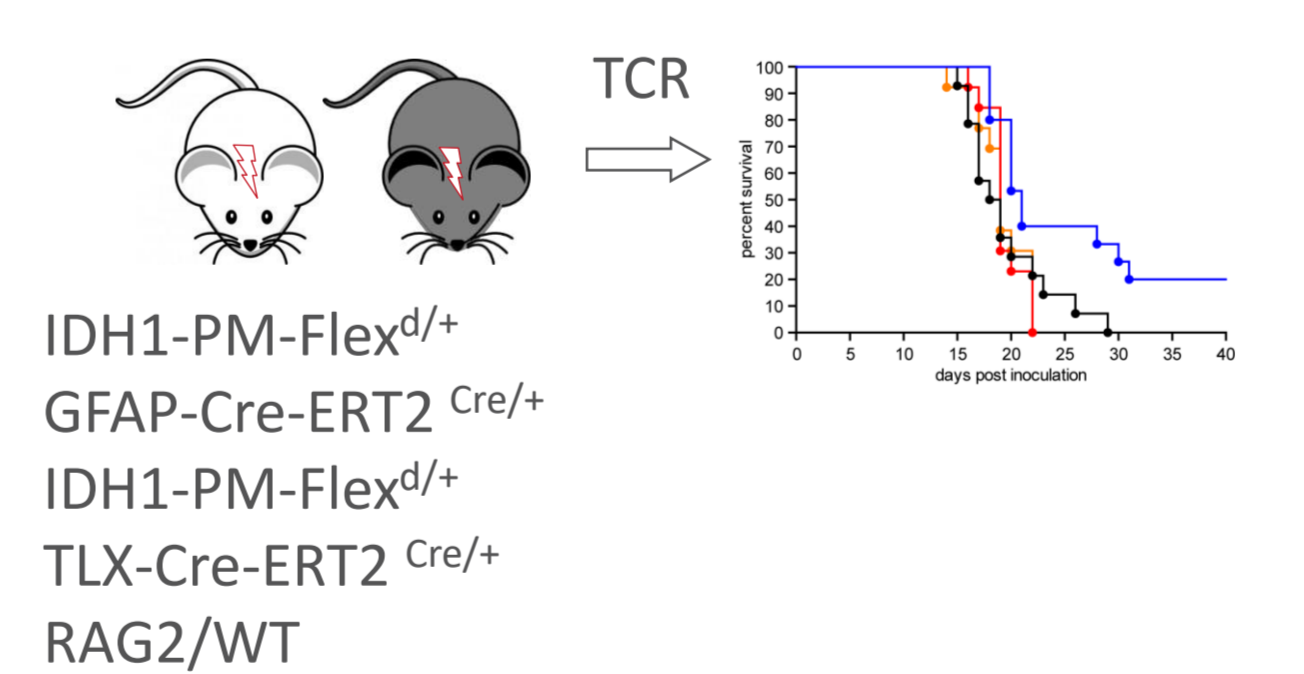 TCR
IDH1-PM-Flexd/+
GFAP-Cre-ERT2 Cre/+
IDH1-PM-Flexd/+
TLX-Cre-ERT2 Cre/+
RAG2/WT
percent survival
100
90
80
70
60
50
40
30
20
10
0
0 5 10 15 20 25 30 35 40
days post inoculation